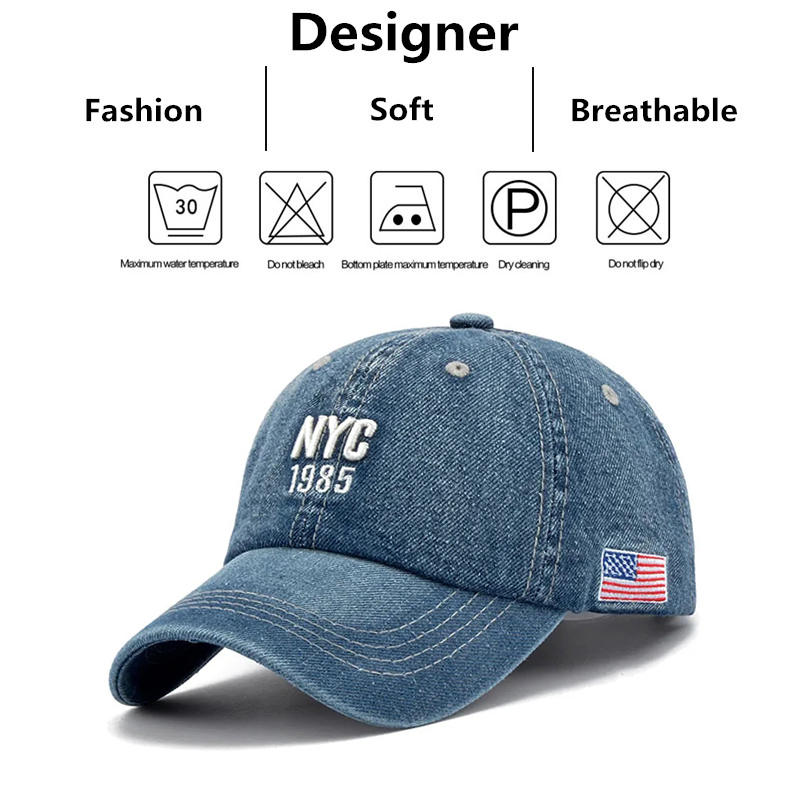 Designer
Fashion
Soft
Breathable
30
P
Maximum water temperature
Do not bleach
Bottom plate maximum temperature
Dry cleaning
Do not flip dry
NYC
1985